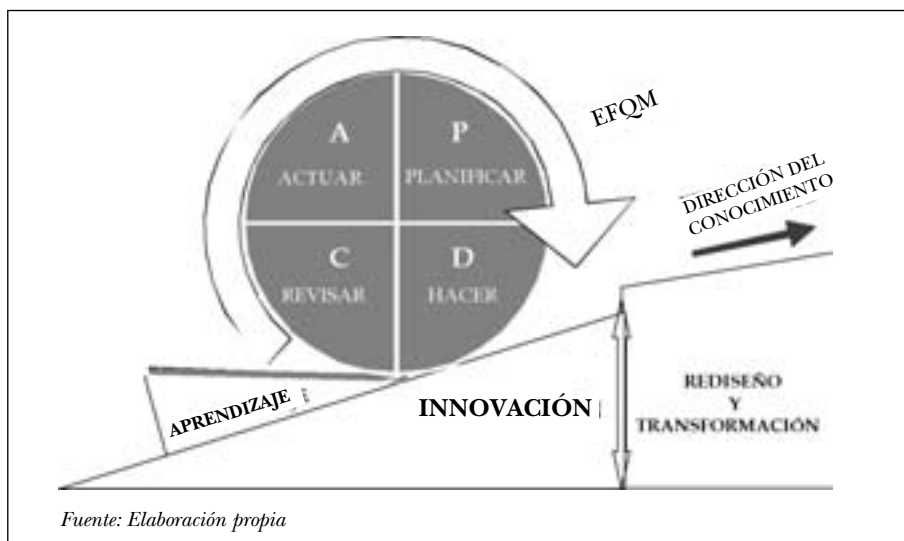 EFQM
A
ACTUAR
P
PLANIFICAR
C
REVISAR
D
HACER
DIRECCIÓN DEL
CONOCIMIENTO
APRENDIZAJE
INNOVACIÓN
REDISEÑO
Y
TRANSFORMACIÓN
Fuente: Elaboración propia